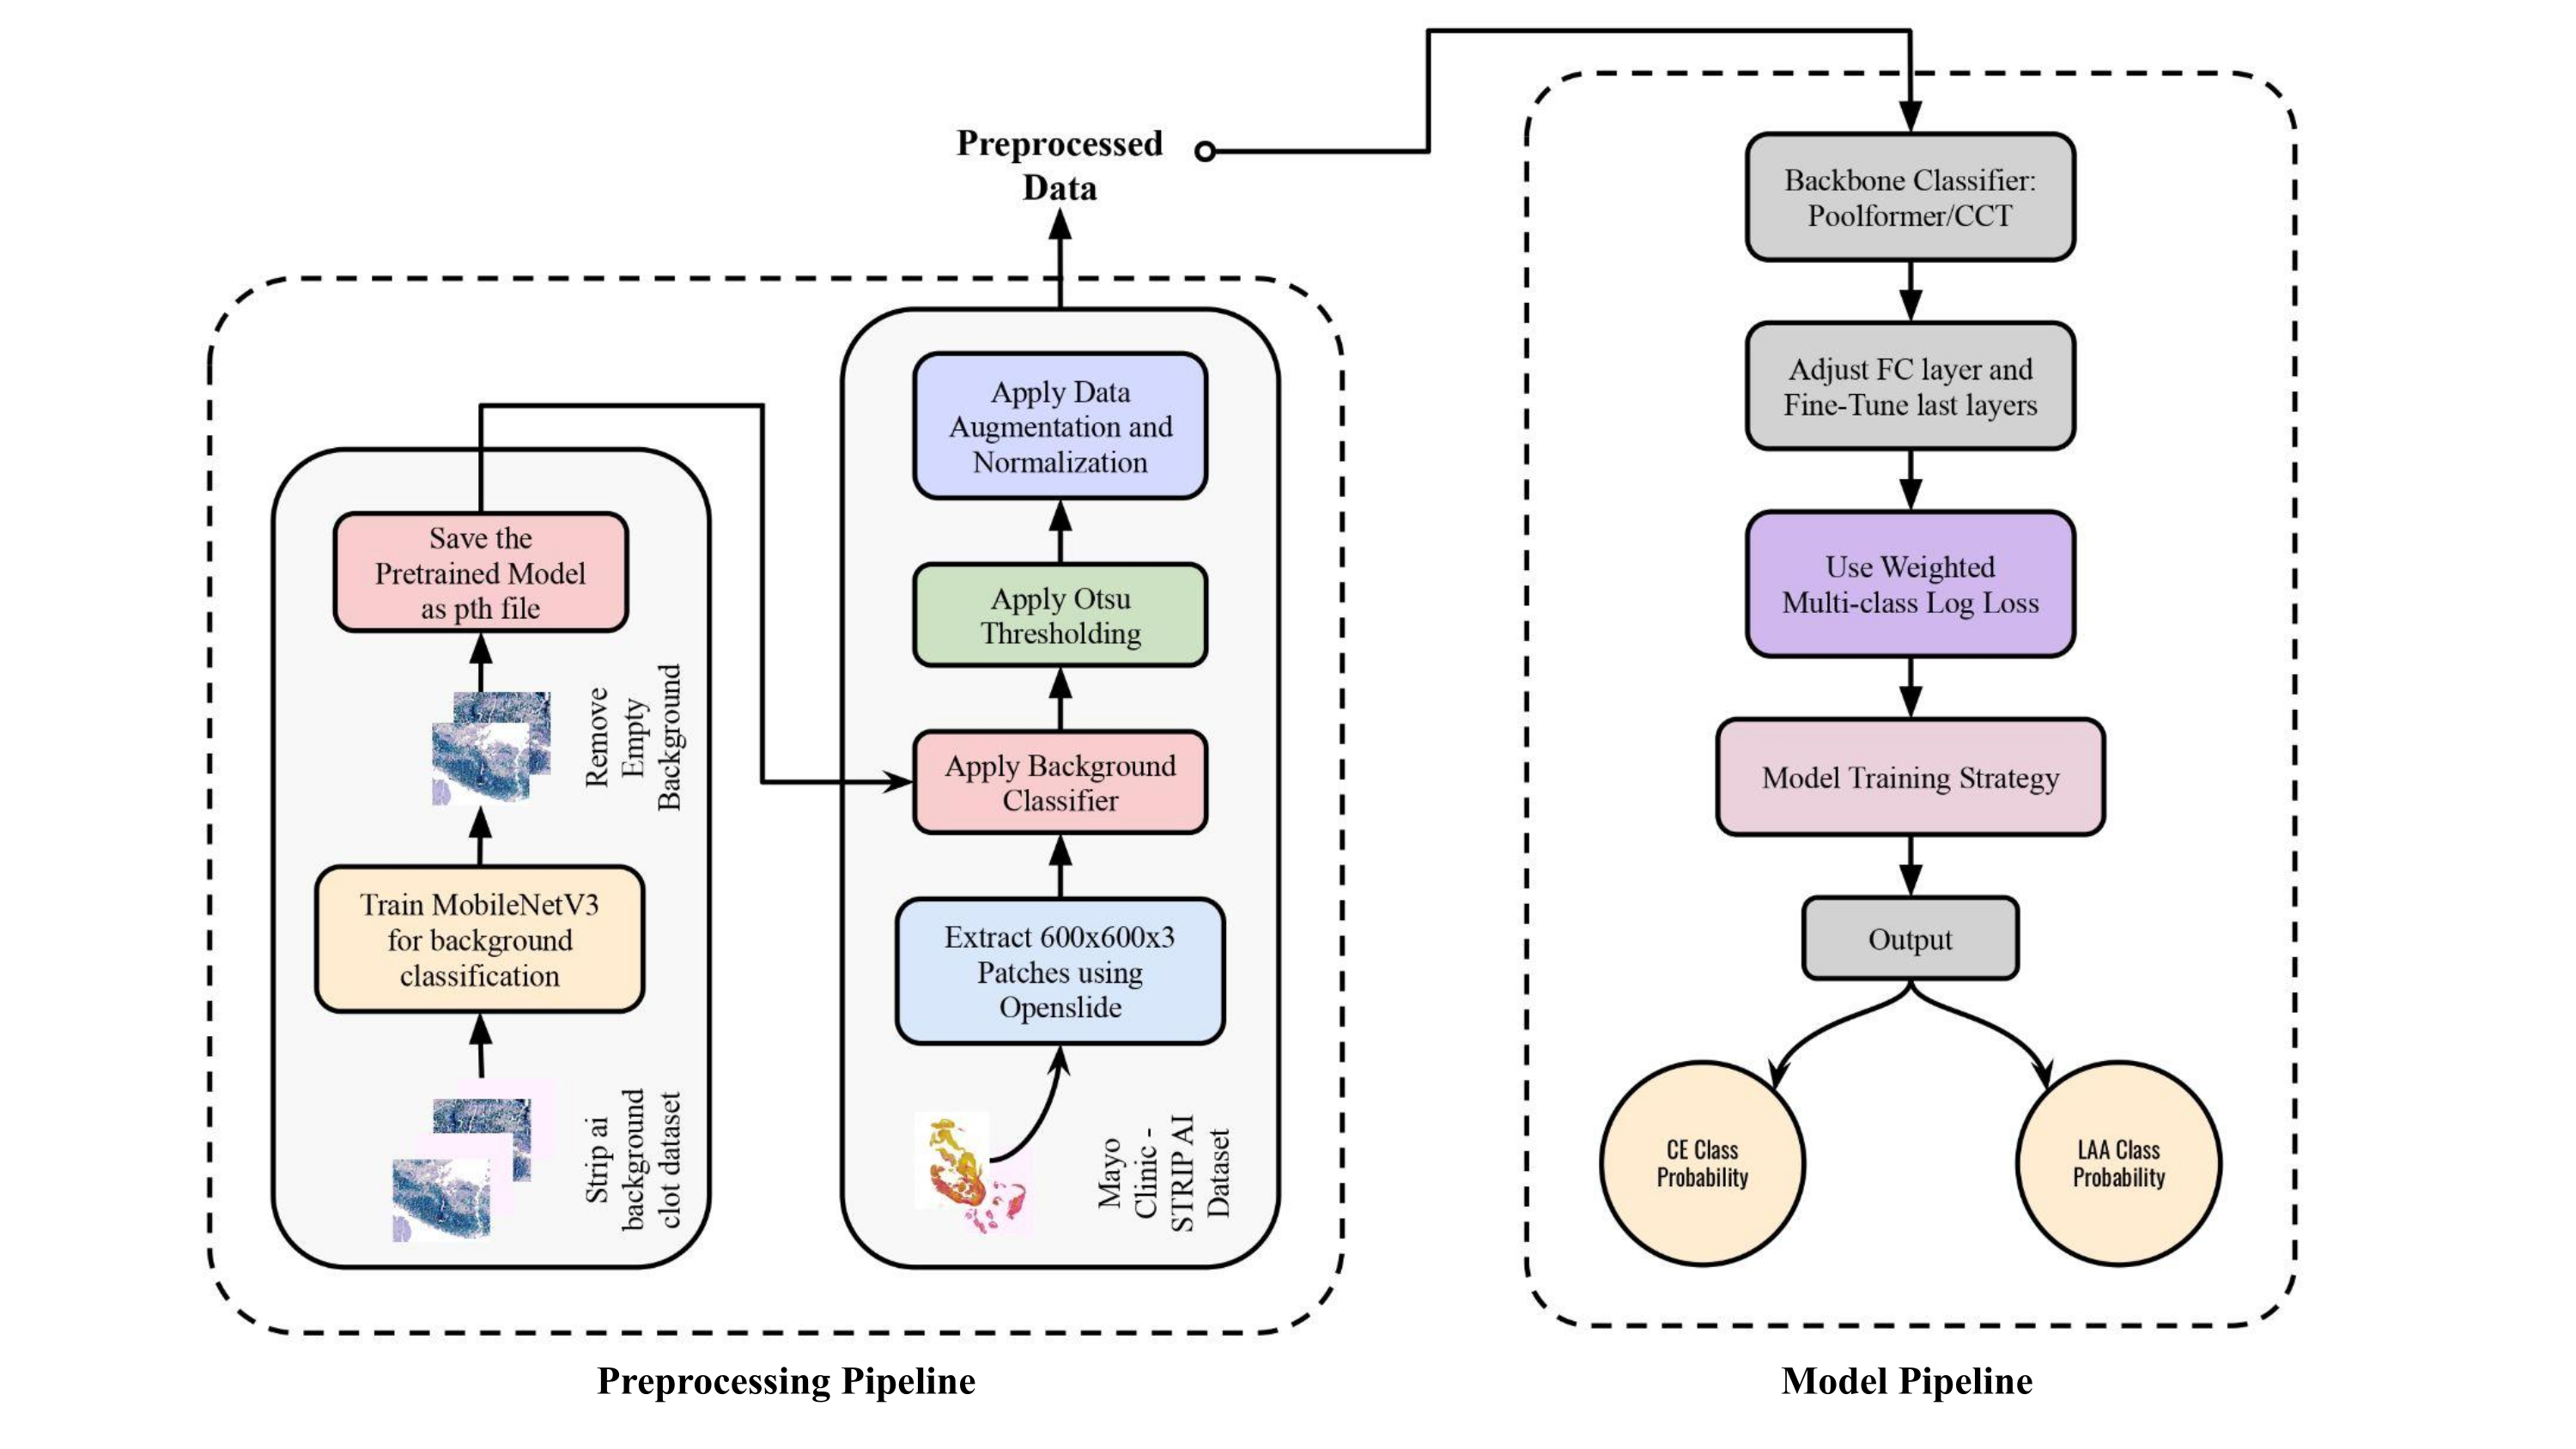 Preprocessed
Data
Save the
Pretrained Model
as pth file
Remove
Empty
Background
Train MobileNetV3
for background
classification
Strip ai
background
clot dataset
Apply Data
Augmentation and
Normalization
Apply Otsu
Thresholding
Apply Background
Classifier
Extract 600x600x3
Patches using
Openslide
Mayo
Clinic -
STRIP AI
Dataset
Preprocessing Pipeline
Backbone Classifier:
Poolformer/CCT
Adjust FC layer and
Fine-Tune last layers
Use Weighted
Multi-class Log Loss
Model Training Strategy
Output
CE Class
Probability
LAA Class
Probability
Model Pipeline